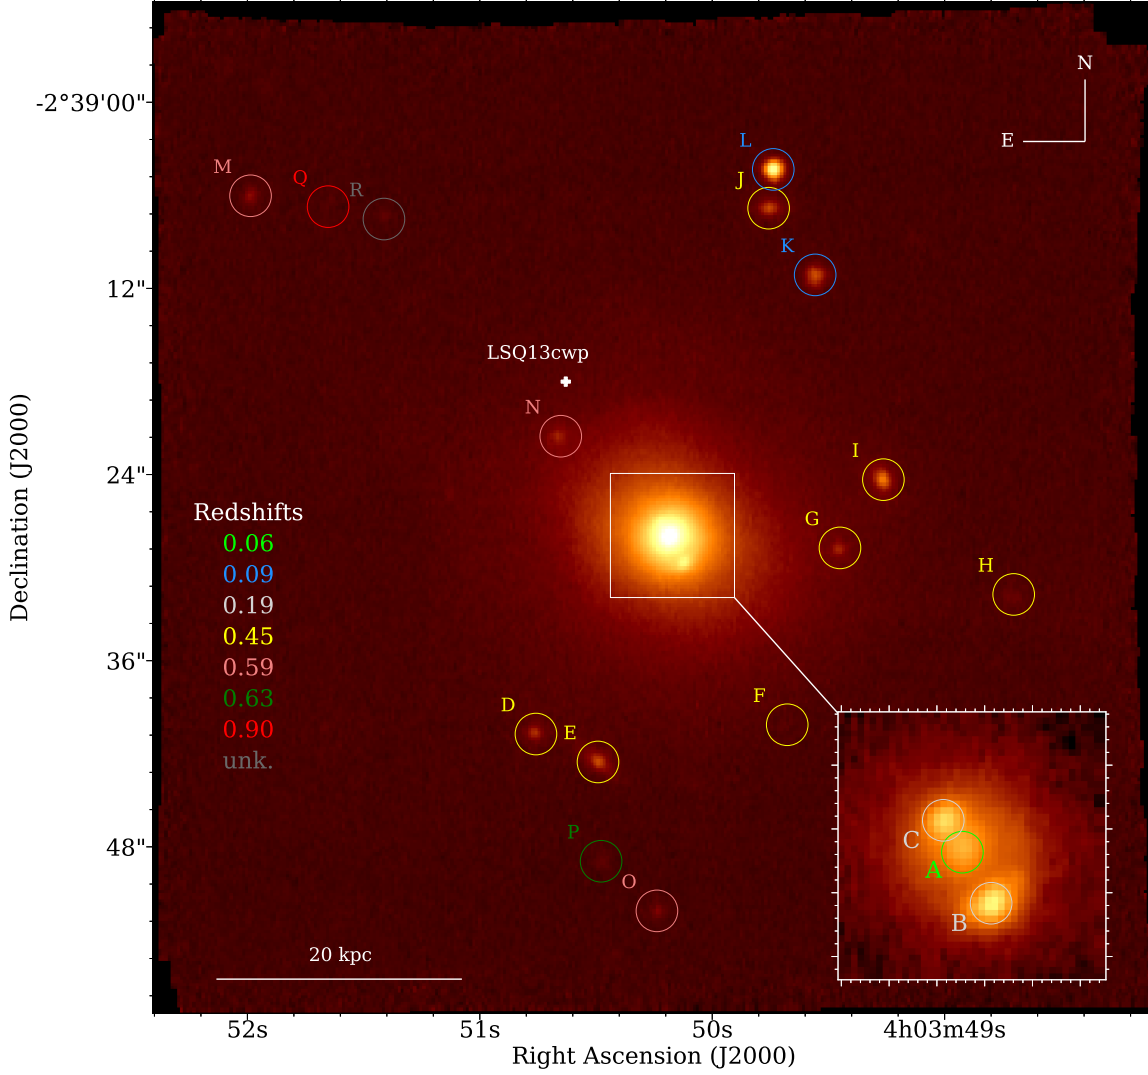 N
-2°39'00"
E
L
M
Q
J
R
K
12"
LSQ13cwp
N
I
24"
Redshifts
G
0.06
H
0.09
0.19
0.45
36"
0.59
0.63
F
D
E
0.90
unk.
P
C
48"
A
O
B
20 kpc
52s
51s
50s
4h03m49s
Right Ascension (J2000)
Declination (J2000)